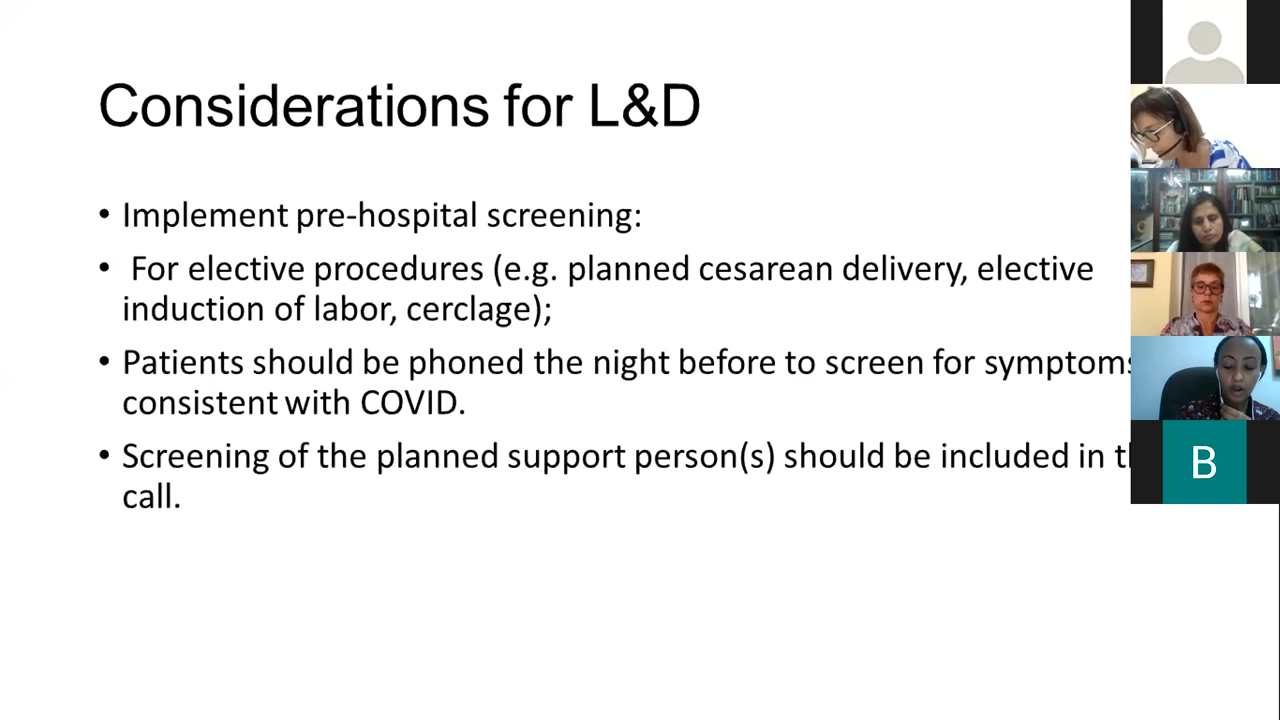 Considerations for L&D
• Implement pre-hospital screening:
• For elective procedures (e.g. planned cesarean delivery, elective
induction of labor, cerclage);
• Patients should be phoned the night before to screen for symptoms
consistent with COVID.
• Screening of the planned support person(s) should be included in
call.
B